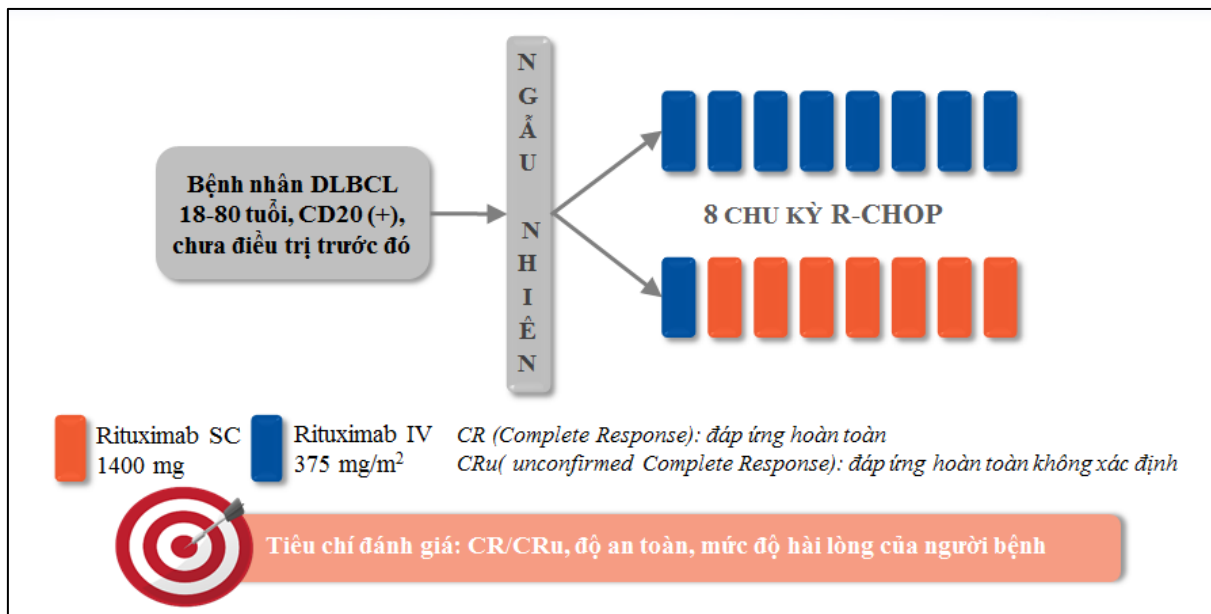 NGẪU NHIÊN
Bệnh nhân DLBCL
18-80 tuổi, CD20 (+),
chưa điều trị trước đó
8 CHU KỲ R-CHOP
Rituximab SC
1400 mg
Rituximab IV
375 mg/m²
CR (Complete Response): đáp ứng hoàn toàn
CRu( unconfirmed Complete Response): đáp ứng hoàn toàn không xác định
Tiêu chí đánh giá: CR/CRu, độ an toàn, mức độ hài lòng của người bệnh